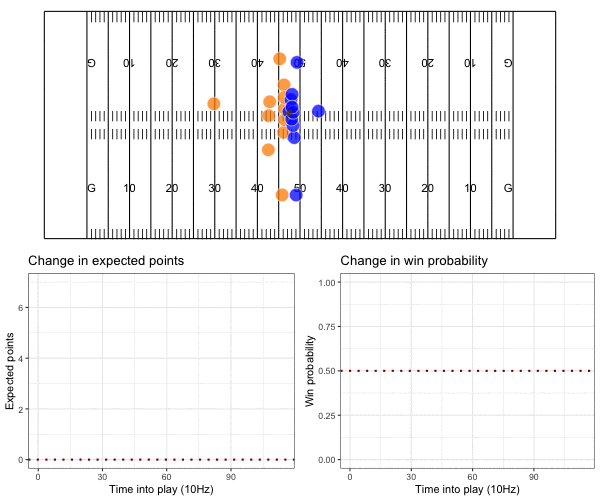 G 10 20 30 40 50 40 30 20 10 G
G 10 20 30 40 50 40 30 20 10 G
Change in expected points
Change in win probability
Expected points
6
4
2
0
0 30 60 90
Time into play (10Hz)
Win probability
1.00
0.75
0.50
0.25
0.00
0 30 60 90
Time into play (10Hz)